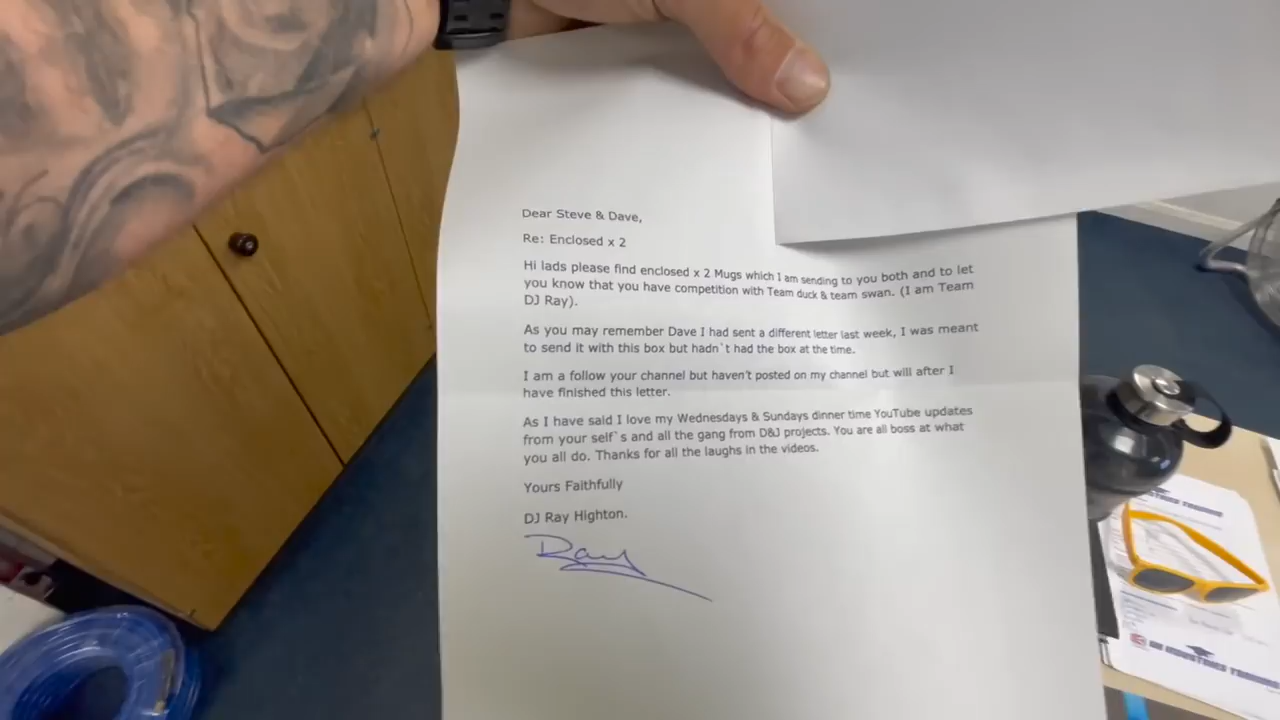 Dear Steve & Dave,
Re: Enclosed x 2
Hi lads please find enclosed x 2 Mugs which I am sending to you both and to let
you know that you have competition with Team duck & team swan. (I am Team
DJ Ray).
As you may remember Dave I had sent a different letter last week, I was meant
to send it with this box but hadn`t had the box at the time.
I am a follow your channel but haven't posted on my channel but will after I
have finished this letter.
As I have said I love my Wednesdays & Sundays dinner time YouTube updates
from your self`s and all the gang from D&J projects. You are all boss at what
you all do. Thanks for all the laughs in the videos.
Yours Faithfully
DJ Ray Highton.
Ray